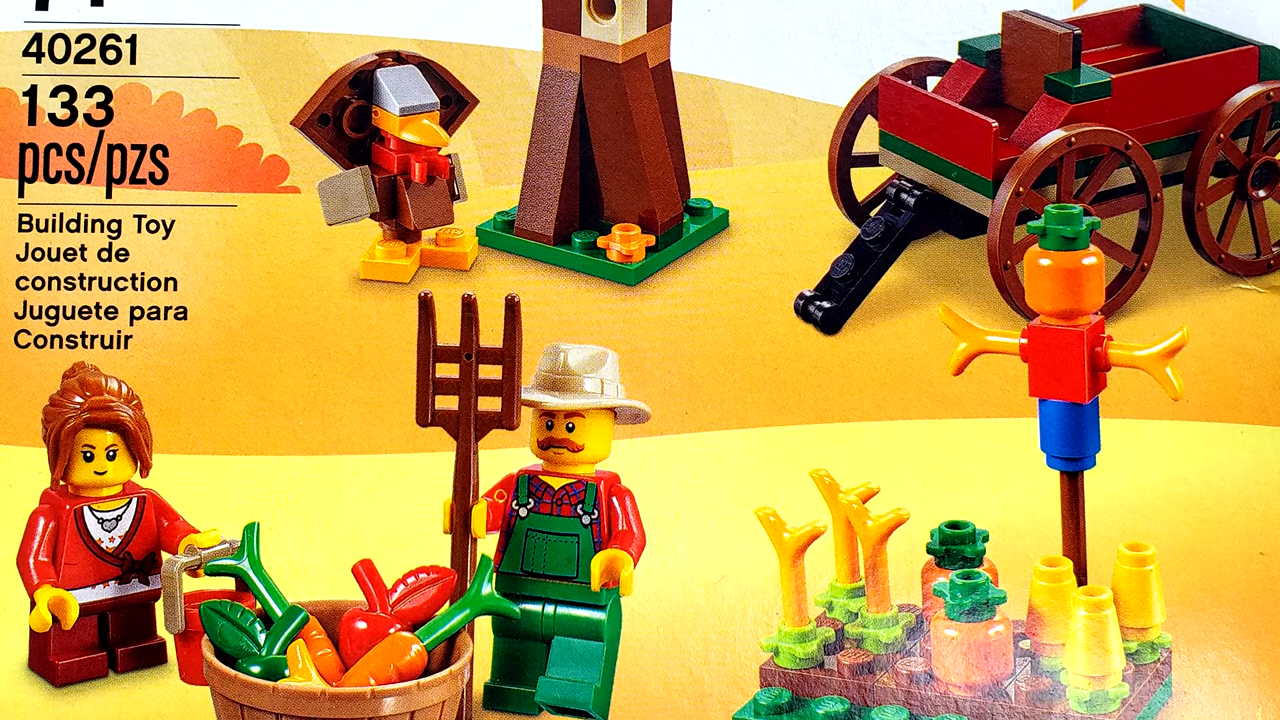 40261
133
pcs/pzs
Building Toy
Jouet de
construction
Juguete para
Construir